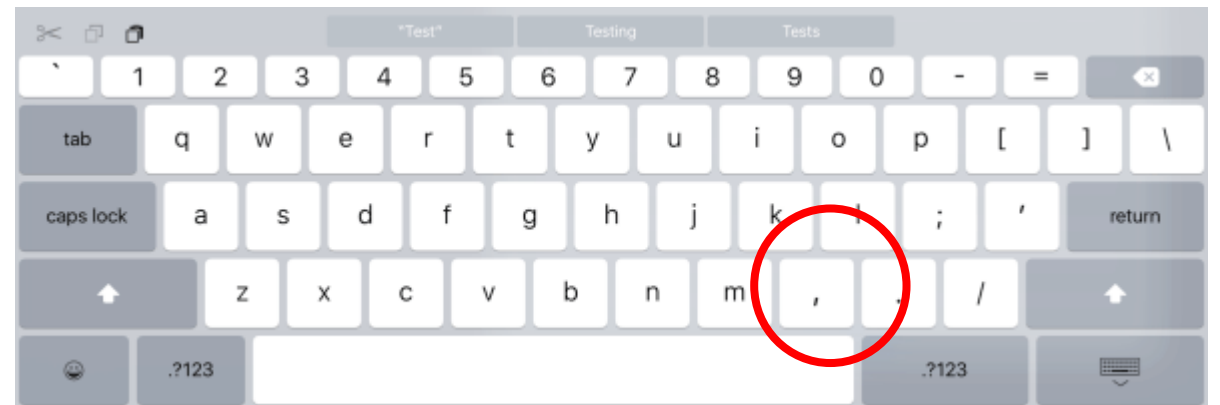 "Test" Testing Tests
` 1 2 3 4 5 6 7 8 9 0 - =
tab q w e r t y u i o p [ ] \
caps lock a s d f g h j k l ; ' return
z x c v b n m , . /
.?123 .?123